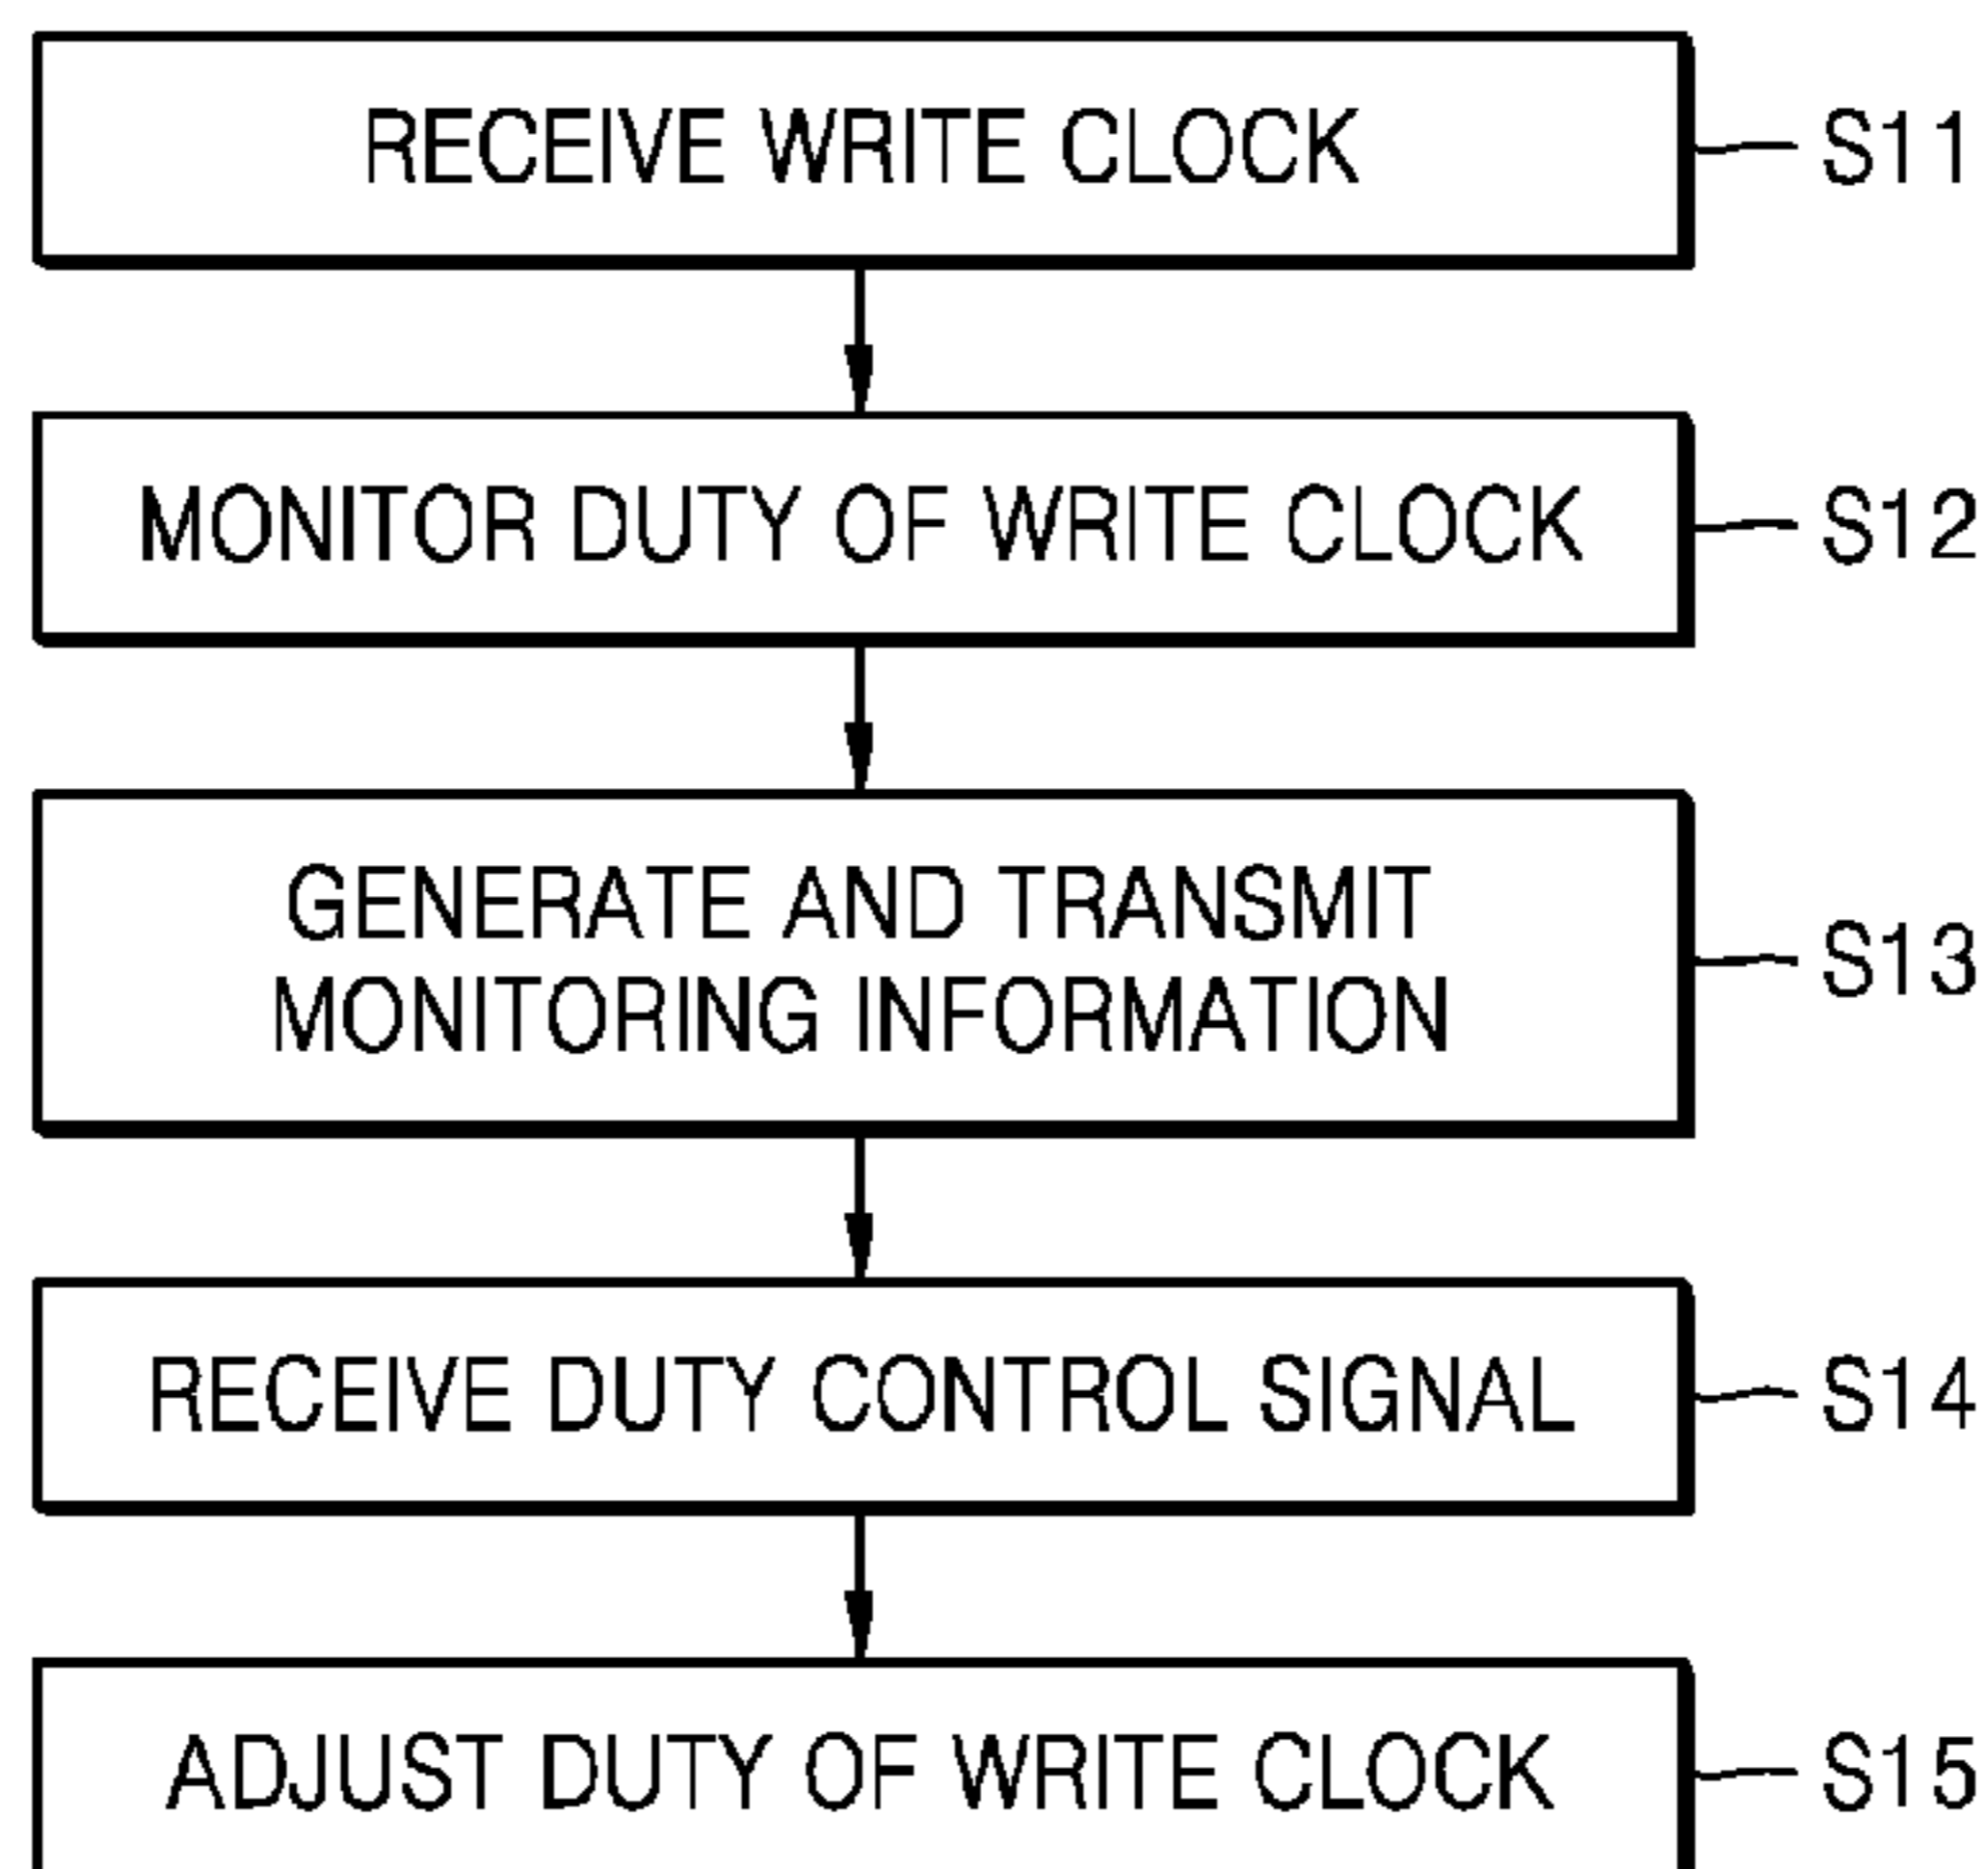 RECEIVE WRITE CLOCK S11
MONITOR DUTY OF WRITE CLOCK S12
GENERATE AND TRANSMIT
MONITORING INFORMATION S13
RECEIVE DUTY CONTROL SIGNAL S14
ADJUST DUTY OF WRITE CLOCK S15